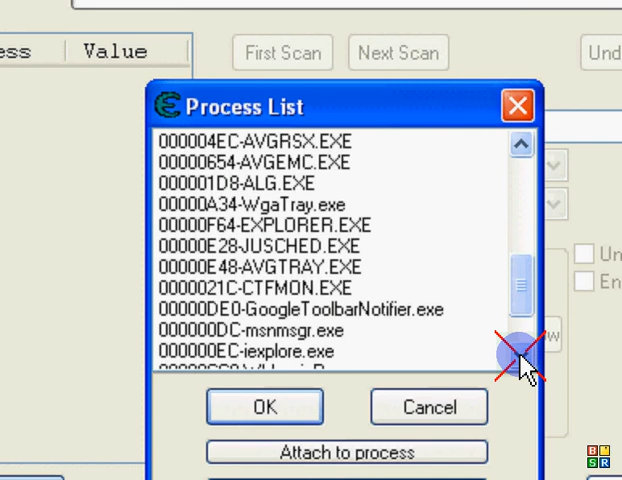 ess Value
First Scan Next Scan Und
Process List
000004EC-AVGRSX.EXE
00000654-AVGEMC.EXE
000001D8-ALG.EXE
00000A34-WgaTray.exe
00000F64-EXPLORER.EXE
00000E28-JUSCHED.EXE
00000E48-AVGTRAY.EXE
0000021C-CTFMON.EXE
00000DE0-GoogleToolbarNotifier.exe
000000DC-msnmsgr.exe
000000EC-iexplore.exe
Un
En
w
OK Cancel
Attach to process
B
S R